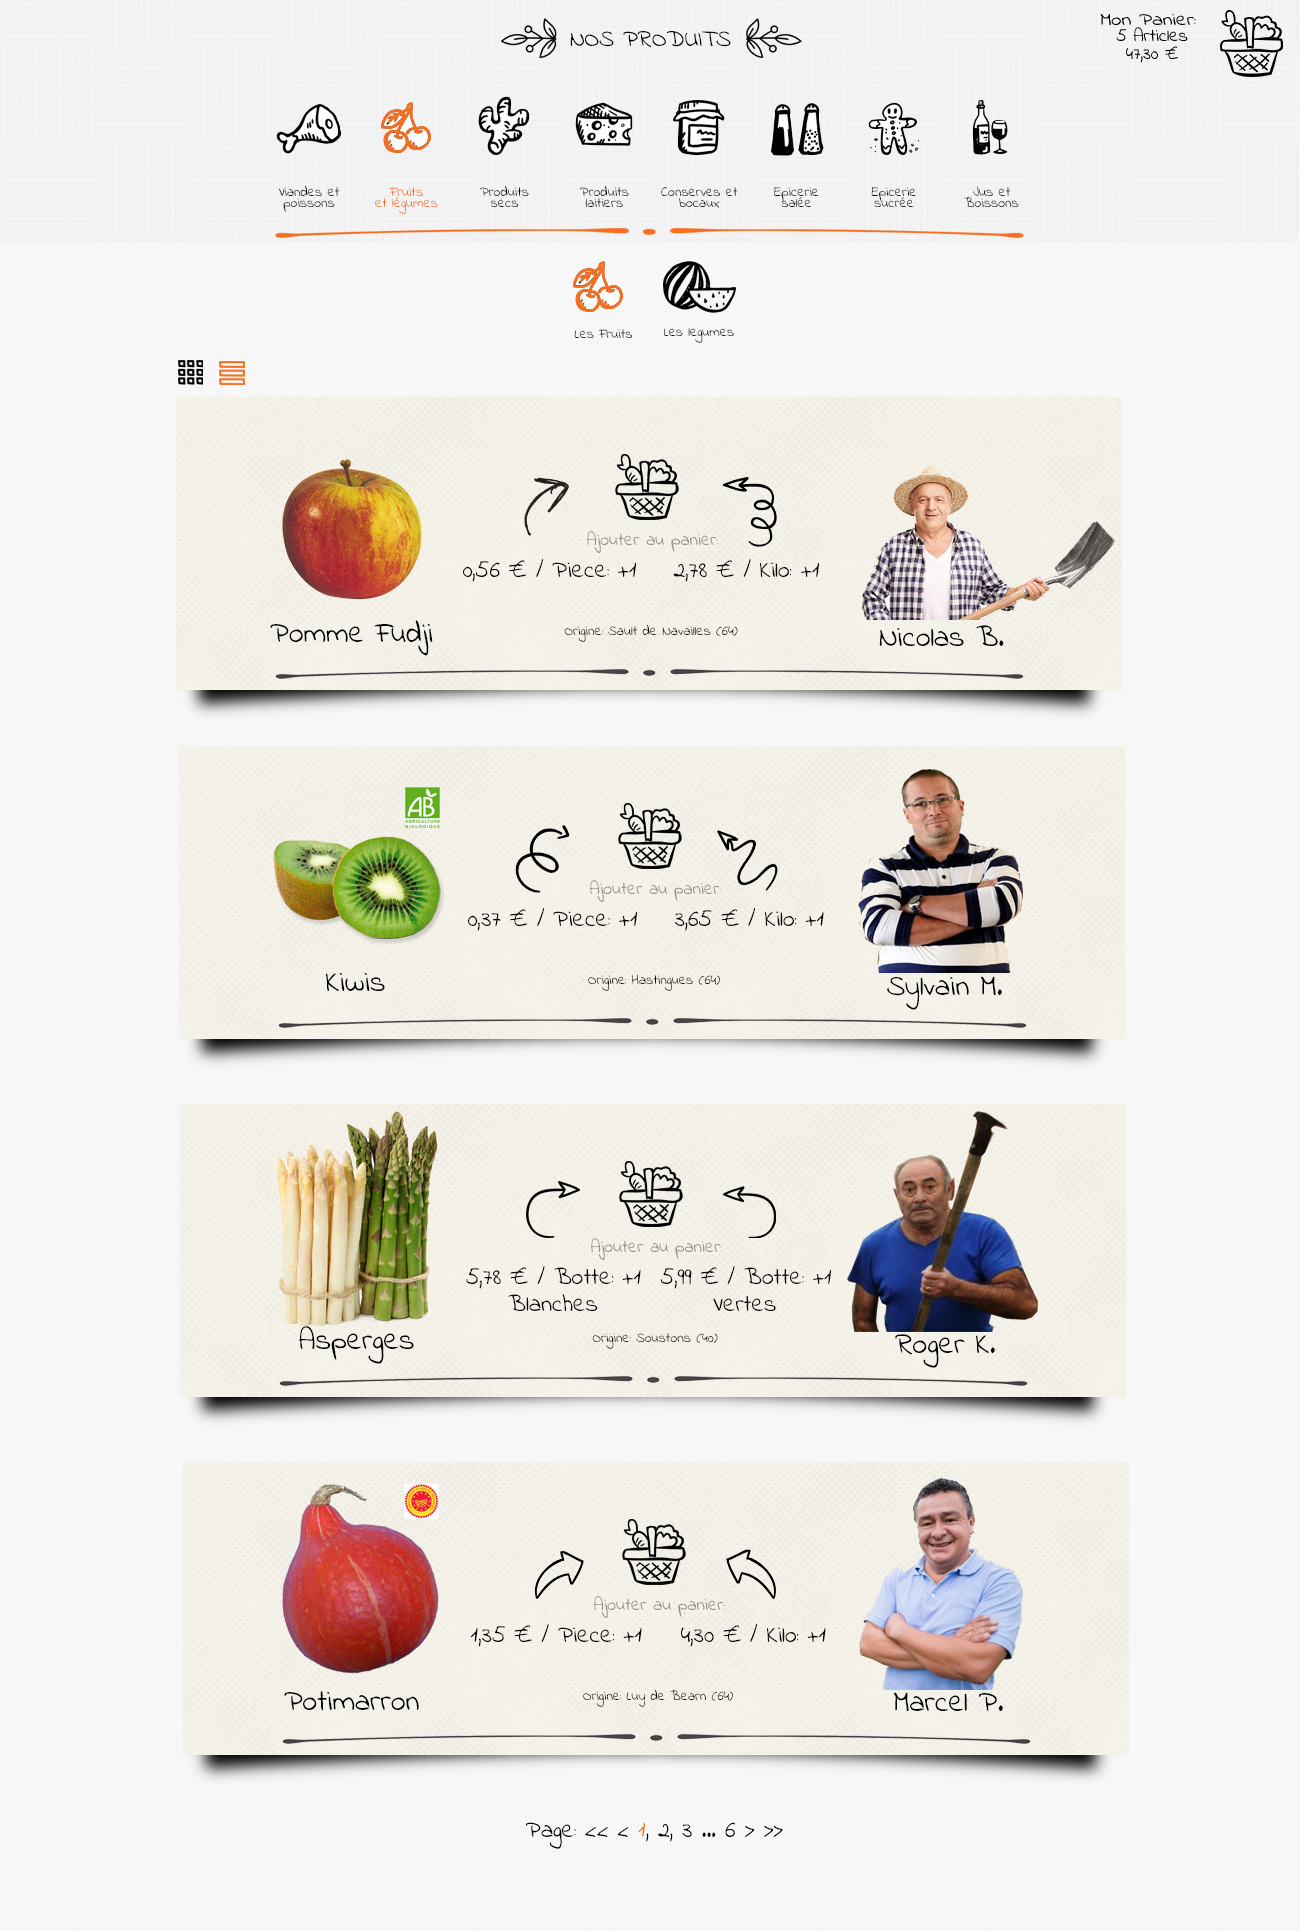 NOS PRODUITS
Mon Panier:
5 Articles
47,30 €
Viandes et
poissons
Fruits
et légumes
Produits
secs
Produits
laitiers
Conserves et
bocaux
Epicerie
salée
Epicerie
sucrée
Jus et
Boissons
Les Fruits
Les legumes
Ajouter au panier:
0,56 € / Piece: +1
2,78 € / Kilo: +1
Origine: Sault de Navailles (64)
Pomme Fudji
Nicolas B.
AB
AGRICULTURE
BIOLOGIQUE
Ajouter au panier:
0,37 € / Piece: +1
3,65 € / Kilo: +1
Origine: Hastingues (64)
Kiwis
Sylvain M.
Ajouter au panier:
5,78 € / Botte: +1
Blanches
5,99 € / Botte: +1
Vertes
Origine: Soustons (40)
Asperges
Roger K.
Ajouter au panier:
1,35 € / Piece: +1
4,30 € / Kilo: +1
Origine: Luy de Bearn (64)
Potimarron
Marcel P.
Page: << < 1, 2, 3 ... 6 > >>